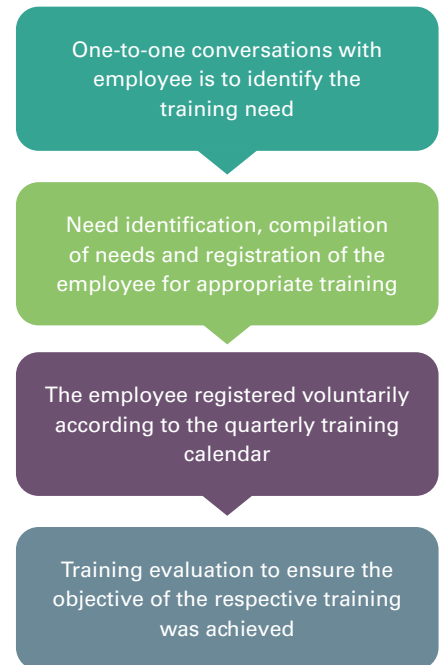 One-to-one conversations with
employee is to identify the
training need
Need identification, compilation
of needs and registration of the
employee for appropriate training
The employee registered voluntarily
according to the quarterly training
calendar
Training evaluation to ensure the
objective of the respective training
was achieved